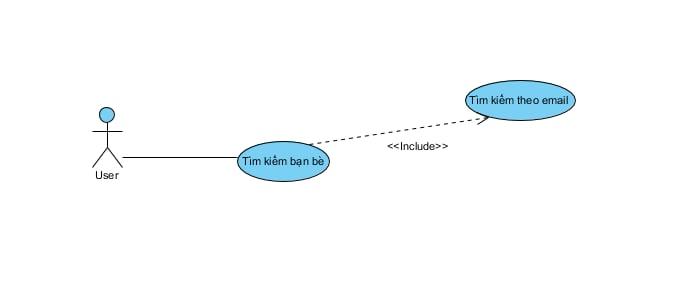 Tìm kiếm theo email
<<Include>>
Tìm kiếm bạn bè
User